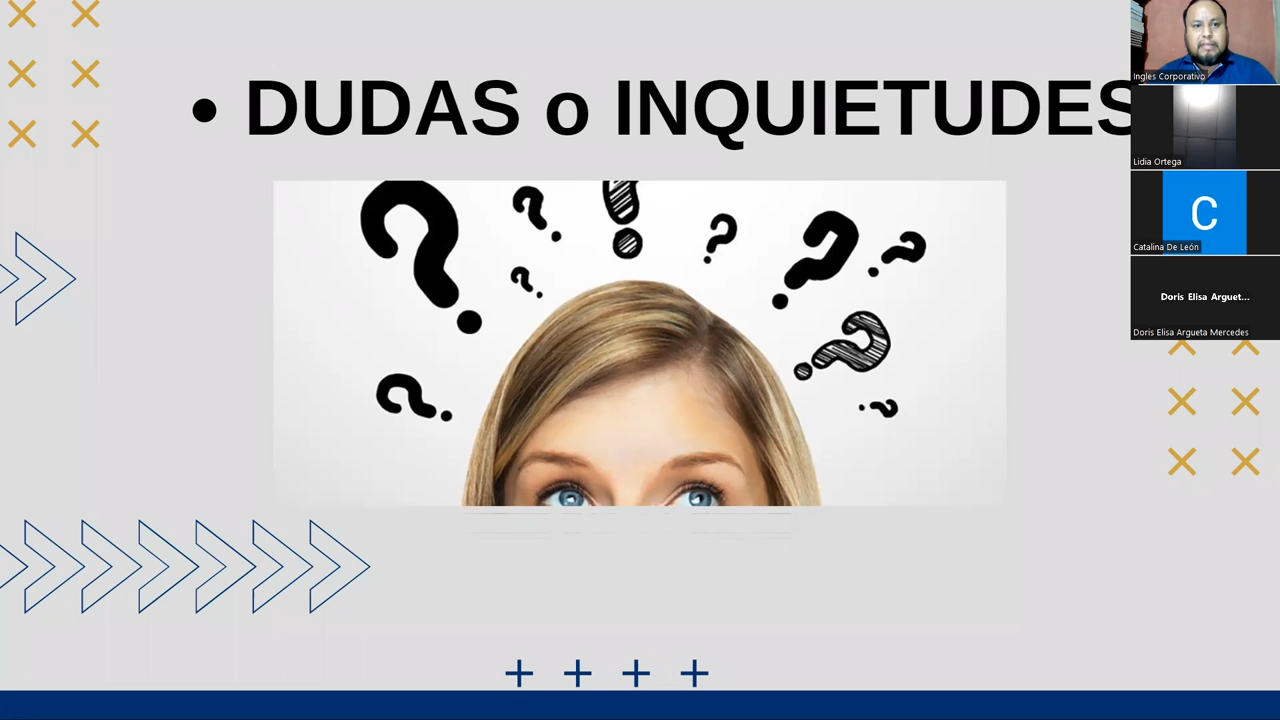 • DUDAS o INQUIETUDES
Ingles Corporativo
Lidia Ortega
C
Catalina De León
Doris Elisa Arguet...
Doris Elisa Argueta Mercedes